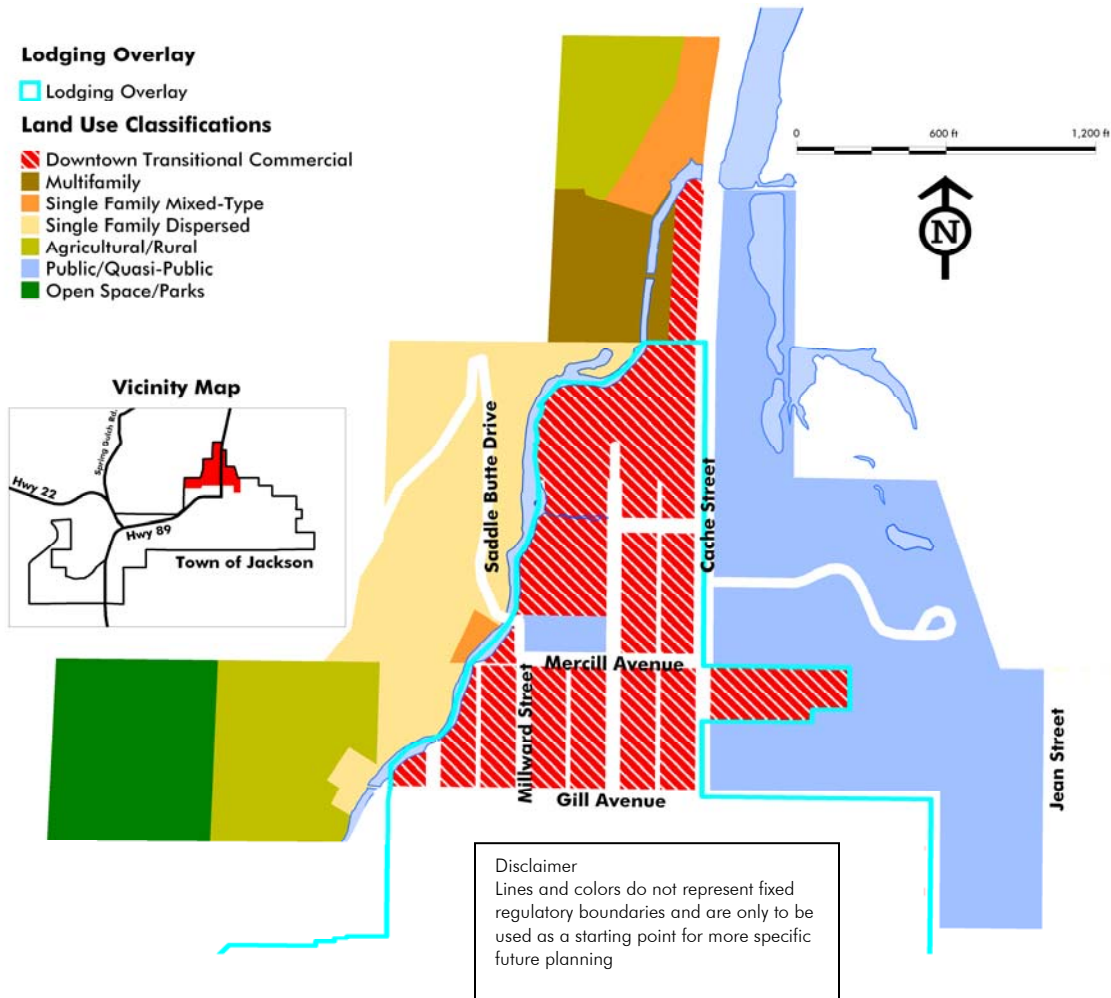 Lodging Overlay
Lodging Overlay
Land Use Classifications
Downtown Transitional Commercial
Multifamily
Single Family Mixed-Type
Single Family Dispersed
Agricultural/Rural
Public/Quasi-Public
Open Space/Parks
0 600 ft 1,200 ft
N
Vicinity Map
Spring Gulch Rd.
Hwy 22
Hwy 89
Town of Jackson
Saddle Butte Drive
Cache Street
Mercill Avenue
Millward Street
Gill Avenue
Jean Street
Disclaimer
Lines and colors do not represent fixed
regulatory boundaries and are only to be
used as a starting point for more specific
future planning